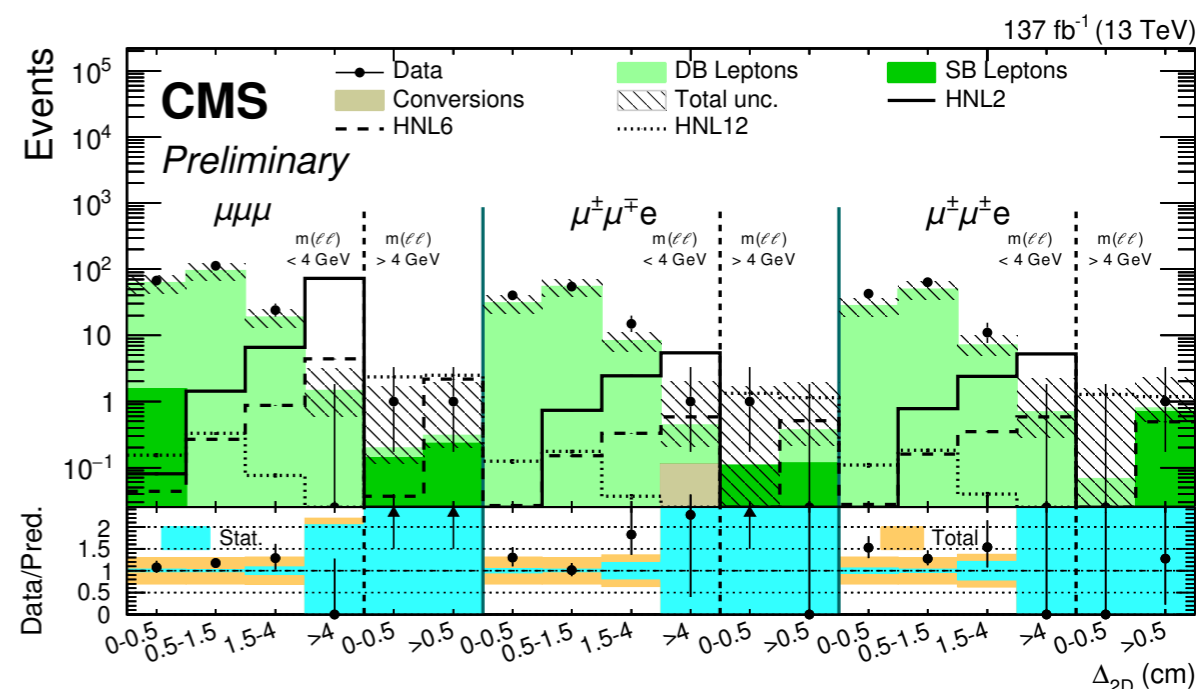 137 fb⁻¹ (13 TeV)
Events
10⁵
10⁴
10³
10²
10
1
10⁻¹
CMS
Preliminary
Data
DB Leptons
SB Leptons
Conversions
Total unc.
HNL2
HNL6
HNL12
μμμ
μ±μ∓e
μ±μ±e
m(ℓℓ) < 4 GeV
m(ℓℓ) > 4 GeV
m(ℓℓ) < 4 GeV
m(ℓℓ) > 4 GeV
m(ℓℓ) < 4 GeV
m(ℓℓ) > 4 GeV
Data/Pred.
2
1.5
1
0.5
0
Stat.
Total
0-0.5 0.5-1.5 1.5-4 >4 0-0.5 >0.5 0-0.5 0.5-1.5 1.5-4 >4 0-0.5 >0.5 0-0.5 0.5-1.5 1.5-4 >4 0-0.5 >0.5
Δ2D (cm)